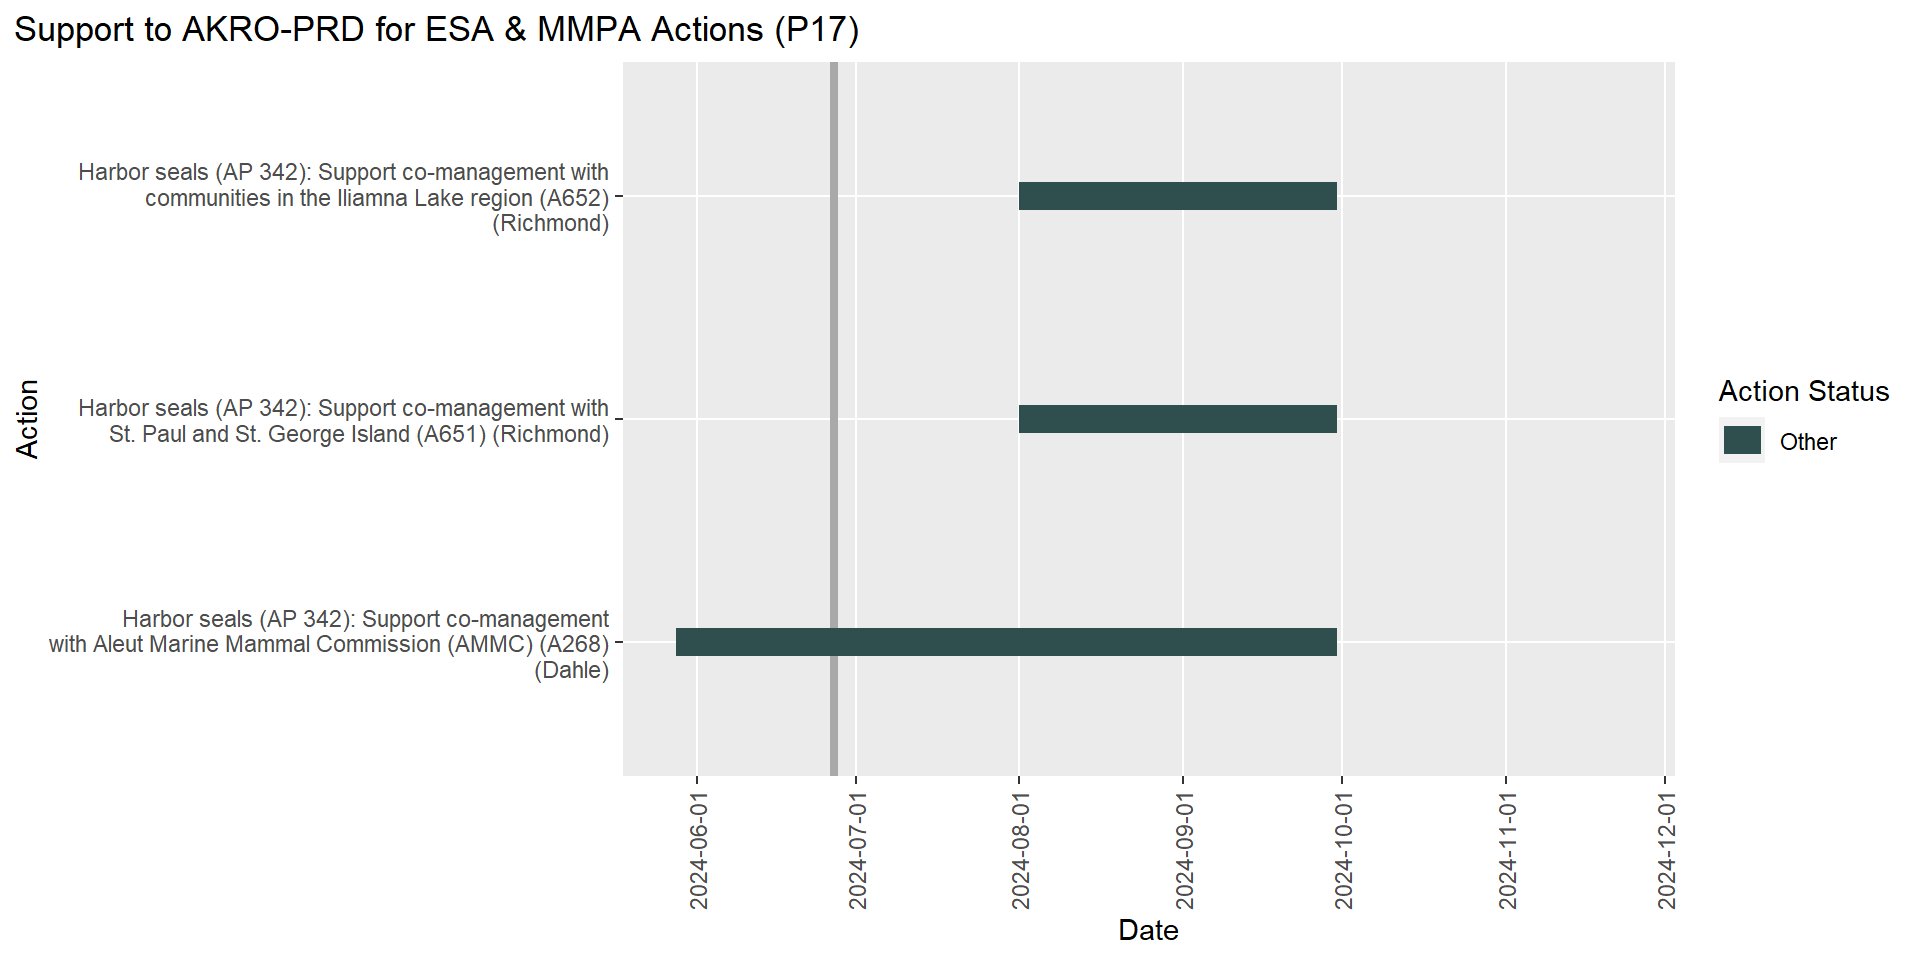 Support to AKRO-PRD for ESA & MMPA Actions (P17)
Action
Harbor seals (AP 342): Support co-management with
communities in the Iliamna Lake region (A652)
(Richmond)
Harbor seals (AP 342): Support co-management with
St. Paul and St. George Island (A651) (Richmond)
Harbor seals (AP 342): Support co-management
with Aleut Marine Mammal Commission (AMMC) (A268)
(Dahle)
2024-06-01
2024-07-01
2024-08-01
2024-09-01
2024-10-01
2024-11-01
2024-12-01
Date
Action Status
Other